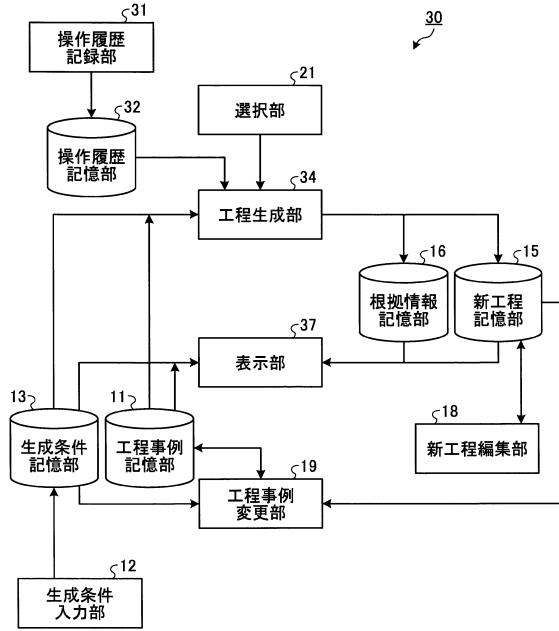 31
30
操作履歴
記録部
21
選択部
32
操作履歴
記憶部
34
工程生成部
16
根拠情報
記憶部
15
新工程
記憶部
37
表示部
13
生成条件
記憶部
11
工程事例
記憶部
18
新工程編集部
19
工程事例
変更部
12
生成条件
入力部